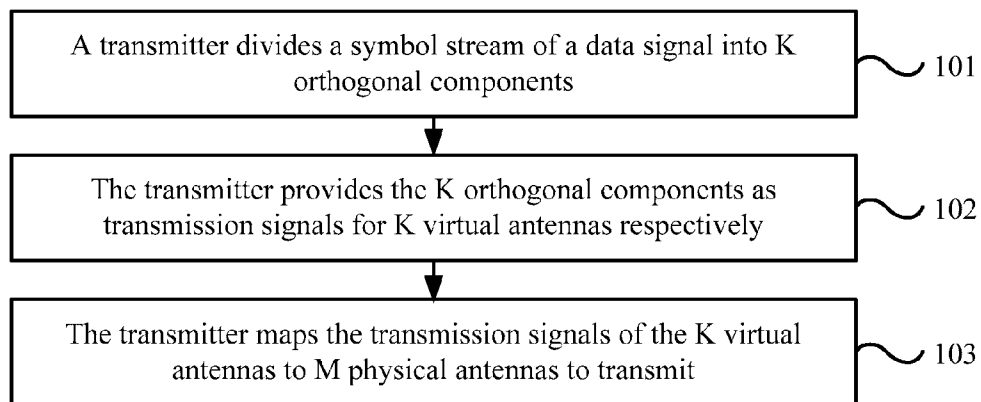 A transmitter divides a symbol stream of a data signal into K
orthogonal components
101
The transmitter provides the K orthogonal components as
transmission signals for K virtual antennas respectively
102
The transmitter maps the transmission signals of the K virtual
antennas to M physical antennas to transmit
103